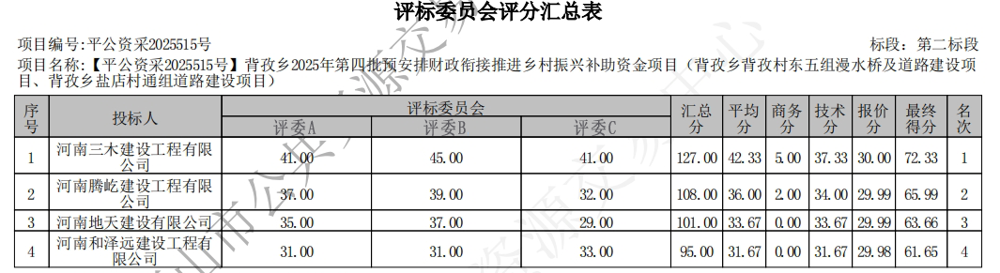 评标委员会评分汇总表
项目编号:平公资采2025515号 标段：第二标段
项目名称:【平公资采2025515号】背孜乡2025年第四批预安排财政衔接推进乡村振兴补助资金项目（背孜乡背孜村东五组漫水桥及道路建设项
目、背孜乡盐店村通组道路建设项目）
序号 投标人 评标委员会 汇总分 平均分 商务分 技术分 报价分 最终得分 名次
评委A 评委B 评委C
1 河南三木建设工程有限公司 41.00 45.00 41.00 127.00 42.33 5.00 37.33 30.00 72.33 1
2 河南腾屹建设工程有限公司 37.00 39.00 32.00 108.00 36.00 2.00 34.00 29.99 65.99 2
3 河南地天建设有限公司 35.00 37.00 29.00 101.00 33.67 0.00 33.67 29.99 63.66 3
4 河南和泽远建设工程有限公司 31.00 31.00 33.00 95.00 31.67 0.00 31.67 29.98 61.65 4